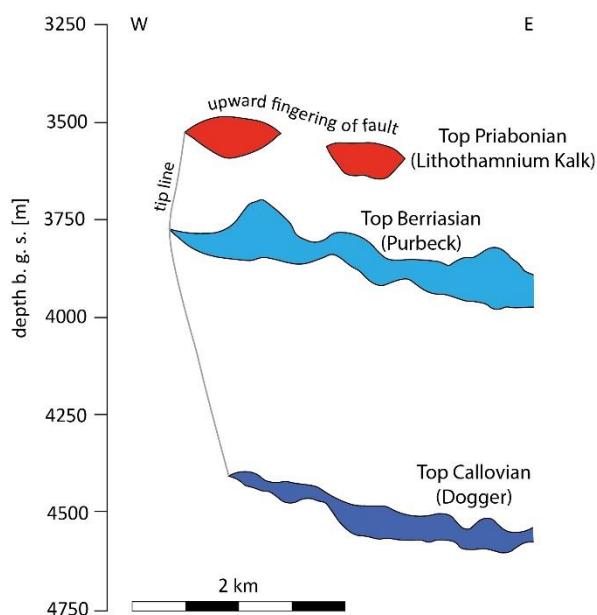 3250
W
E
upward fingering of fault
3500
Top Priabonian
(Lithothamnium Kalk)
tip line
3750
Top Berriasian
(Purbeck)
depth b. g. s. [m]
4000
4250
Top Callovian
(Dogger)
4500
2 km
4750